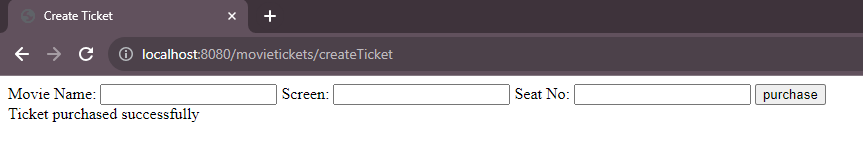 Create Ticket
localhost:8080/movietickets/createTicket
Movie Name: Screen: Seat No: purchase
Ticket purchased successfully